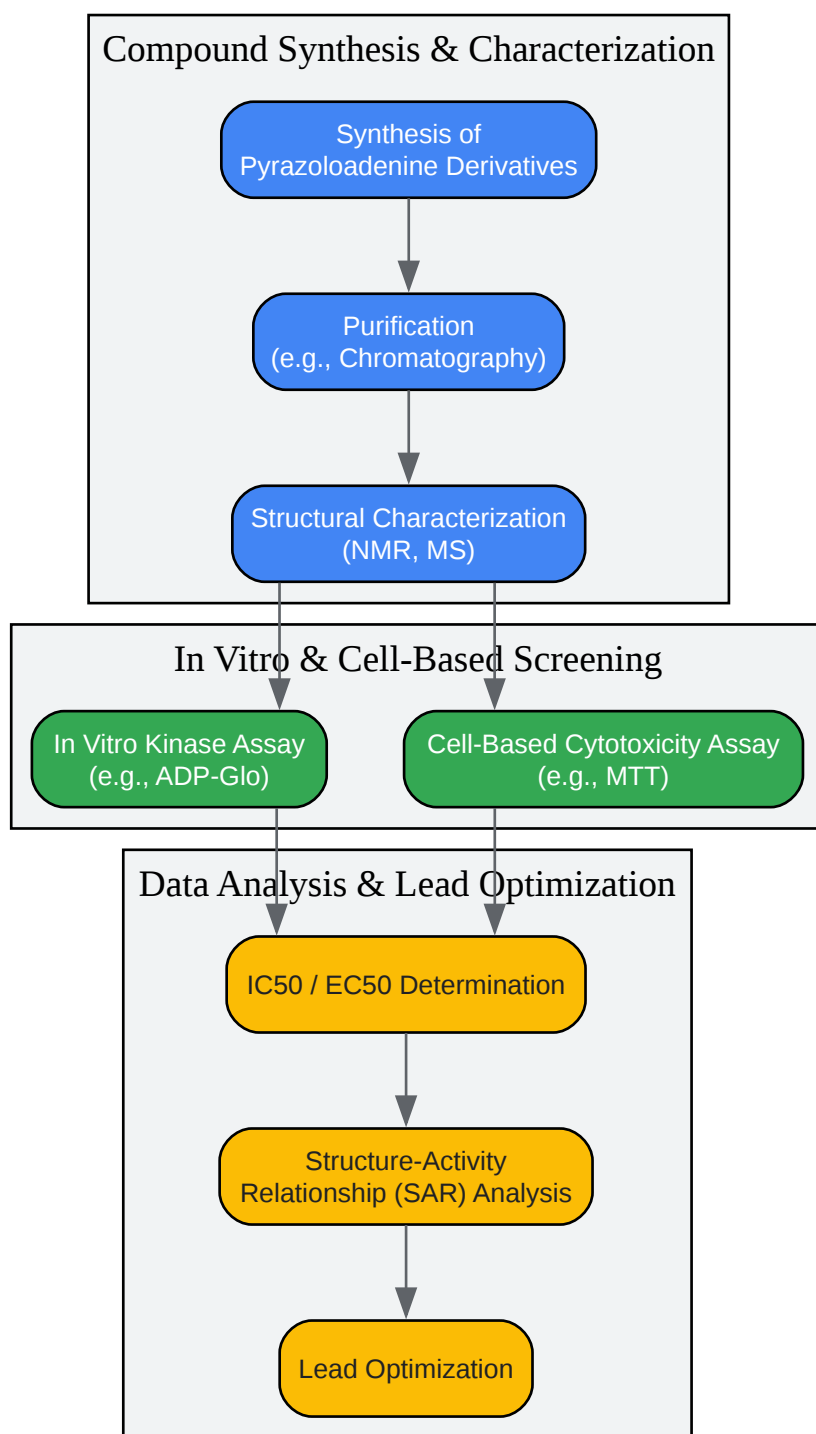 Compound Synthesis & Characterization
Synthesis of
Pyrazoloadenine Derivatives
Purification
(e.g., Chromatography)
Structural Characterization
(NMR, MS)
In Vitro & Cell-Based Screening
In Vitro Kinase Assay
(e.g., ADP-Glo)
Cell-Based Cytotoxicity Assay
(e.g., MTT)
Data Analysis & Lead Optimization
IC50 / EC50 Determination
Structure-Activity
Relationship (SAR) Analysis
Lead Optimization